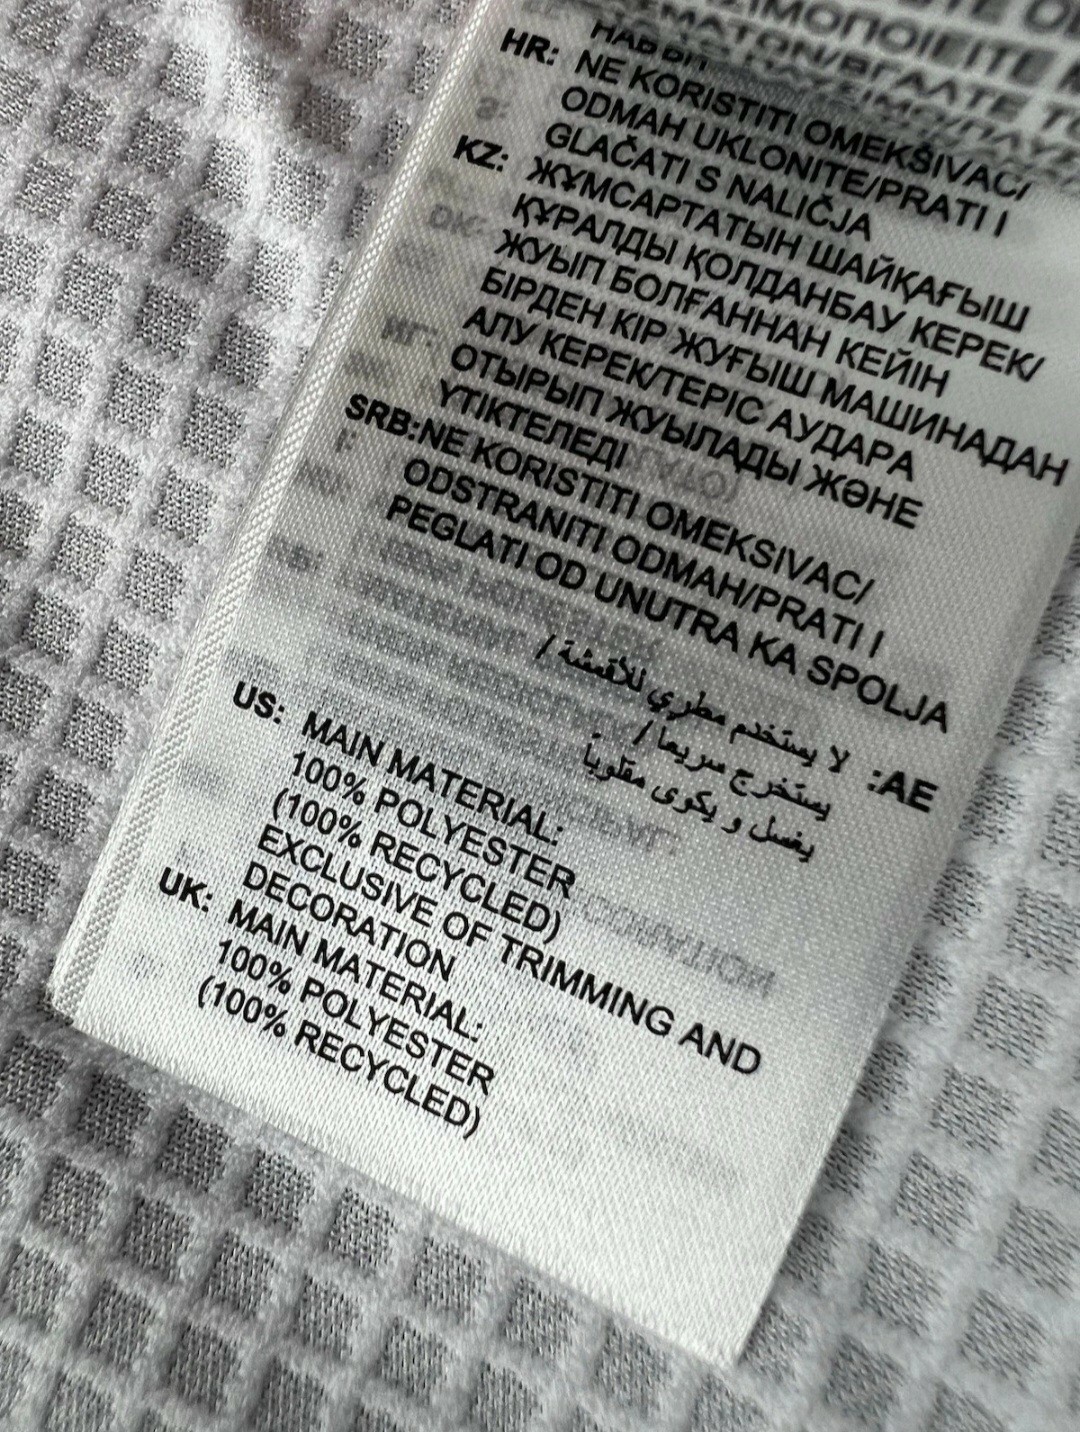 HR: NE KORISTITI OMEKŠIVAC/
ODMAH UKLONITE/PRATI I
GLAČATI S NALIČJA
KZ: ЖҰМСАРТАТЫН ШАЙҚАҒЫШ
ҚҰРАЛДЫ ҚОЛДАНБАУ КЕРЕК/
ЖУЫП БОЛҒАННАН КЕЙІН
БІРДЕН КІР ЖУҒЫШ МАШИНАДАН
АЛУ КЕРЕК/ТЕРІС АУДАРА
ОТЫРЫП ЖУЫЛАДЫ ЖӘНЕ
ҮТІКТЕЛЕДІ
SRB:NE KORISTITI OMEKSIVAC/
ODSTRANITI ODMAH/PRATI I
PEGLATI OD UNUTRA KA SPOLJA
AE: لا يستخدم مطري للأقمشة /
يستخرج سريعا /
يغسل و يكوى مقلوباً
US: MAIN MATERIAL:
100% POLYESTER
(100% RECYCLED)
EXCLUSIVE OF TRIMMING AND
DECORATION
UK: MAIN MATERIAL:
100% POLYESTER
(100% RECYCLED)